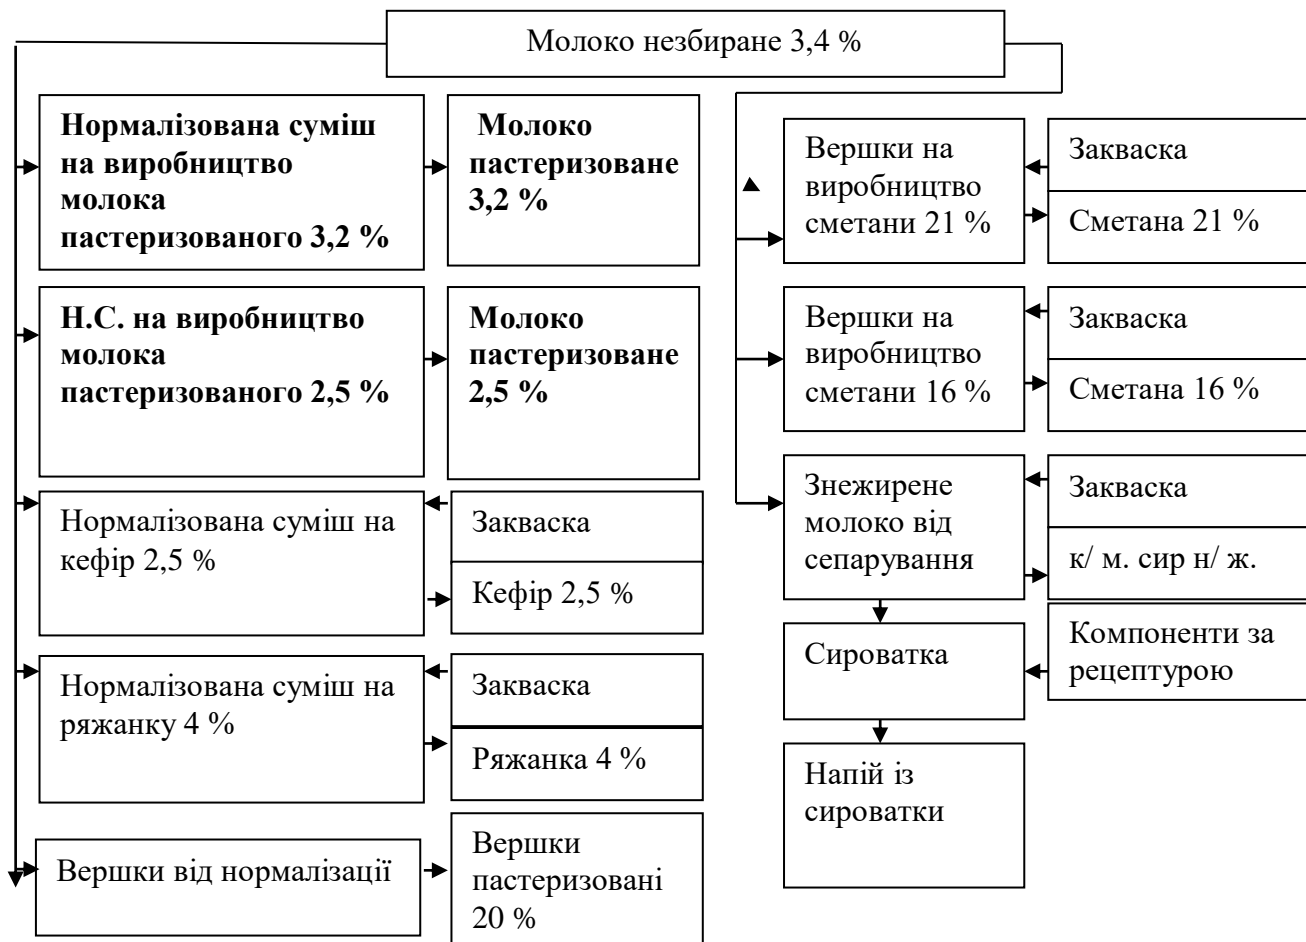 Молоко незбиране 3,4 %
Нормалізована суміш
на виробництво
молока
пастеризованого 3,2 %
Молоко
пастеризоване
3,2 %
Н.С. на виробництво
молока
пастеризованого 2,5 %
Молоко
пастеризоване
2,5 %
Нормалізована суміш на
кефір 2,5 %
Закваска
Кефір 2,5 %
Нормалізована суміш на
ряжанку 4 %
Закваска
Ряжанка 4 %
Вершки від нормалізації
Вершки
пастеризовані
20 %
Вершки на
виробництво
сметани 21 %
Закваска
Сметана 21 %
Вершки на
виробництво
сметани 16 %
Закваска
Сметана 16 %
Знежирене
молоко від
сепарування
Закваска
к/ м. сир н/ ж.
Сироватка
Компоненти за
рецептурою
Напій із
сироватки